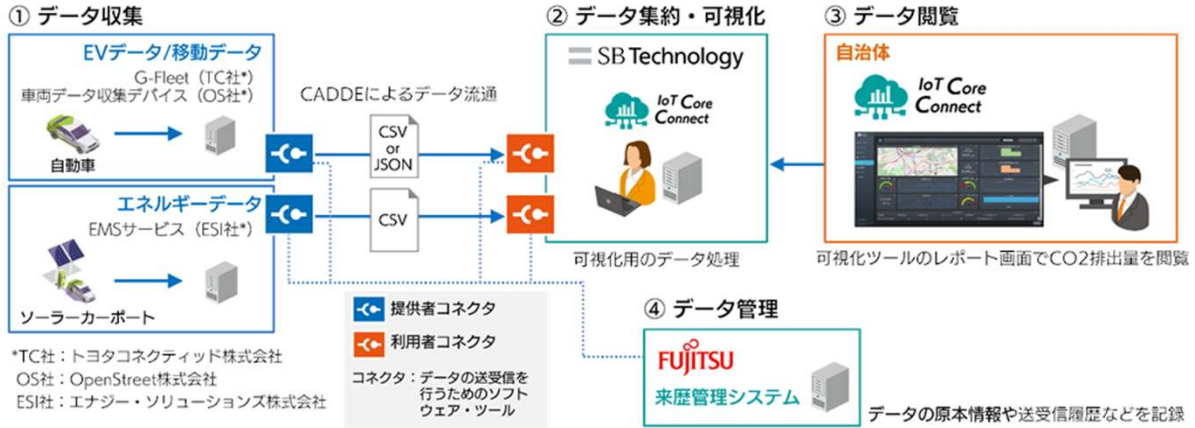 ① データ収集
EVデータ/移動データ
G-Fleet（TC社*）
車両データ収集デバイス（OS社*）
自動車
エネルギーデータ
EMSサービス（ESI社*）
ソーラーカーポート
*TC社：トヨタコネクティッド株式会社
OS社：OpenStreet株式会社
ESI社：エナジー・ソリューションズ株式会社
CADDEによるデータ流通
CSV
or
JSON
CSV
提供者コネクタ
利用者コネクタ
コネクタ：データの送受信を
行うためのソフト
ウェア・ツール
② データ集約・可視化
SB Technology
IoT Core
Connect
可視化用のデータ処理
③ データ閲覧
自治体
IoT Core
Connect
可視化ツールのレポート画面でCO2排出量を閲覧
④ データ管理
FUJITSU
来歴管理システム
データの原本情報や送受信履歴などを記録